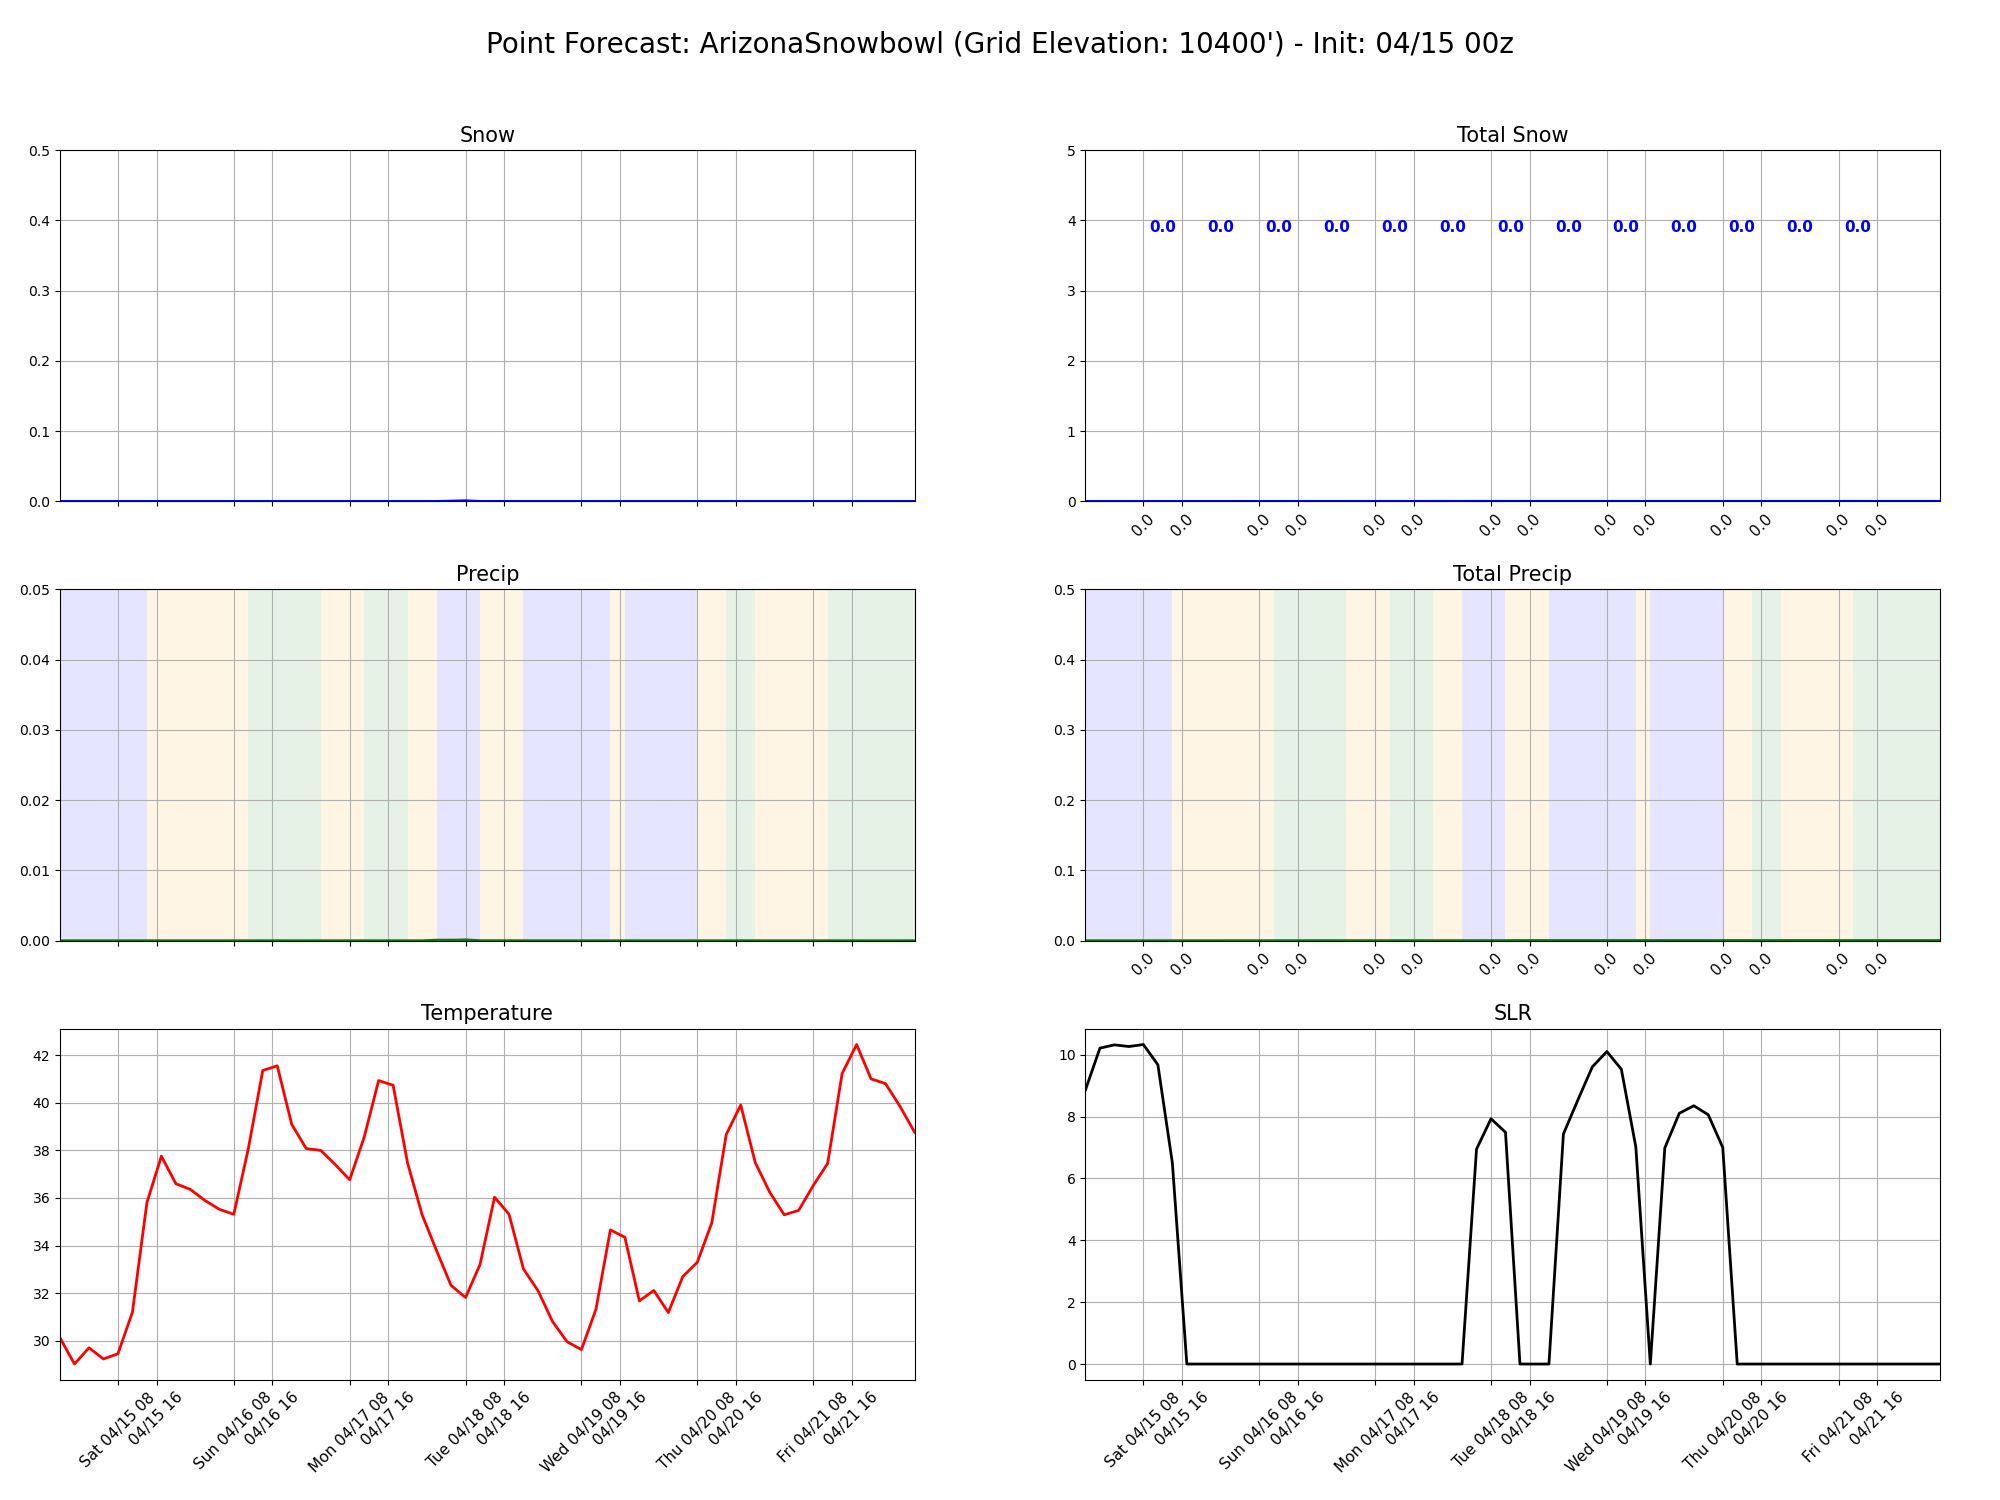 Point Forecast: ArizonaSnowbowl (Grid Elevation: 10400') - Init: 04/15 00z
Snow
0.5
0.4
0.3
0.2
0.1
0.0
Total Snow
5
4
3
2
1
0
0.0 0.0 0.0 0.0 0.0 0.0 0.0 0.0 0.0 0.0 0.0 0.0 0.0
0.0 0.0 0.0 0.0 0.0 0.0 0.0 0.0 0.0 0.0 0.0 0.0 0.0 0.0
Precip
0.05
0.04
0.03
0.02
0.01
0.00
Total Precip
0.5
0.4
0.3
0.2
0.1
0.0
0.0 0.0 0.0 0.0 0.0 0.0 0.0 0.0 0.0 0.0 0.0 0.0 0.0 0.0
Temperature
42
40
38
36
34
32
30
Sat 04/15 08
04/15 16
Sun 04/16 08
04/16 16
Mon 04/17 08
04/17 16
Tue 04/18 08
04/18 16
Wed 04/19 08
04/19 16
Thu 04/20 08
04/20 16
Fri 04/21 08
04/21 16
SLR
10
8
6
4
2
0
Sat 04/15 08
04/15 16
Sun 04/16 08
04/16 16
Mon 04/17 08
04/17 16
Tue 04/18 08
04/18 16
Wed 04/19 08
04/19 16
Thu 04/20 08
04/20 16
Fri 04/21 08
04/21 16